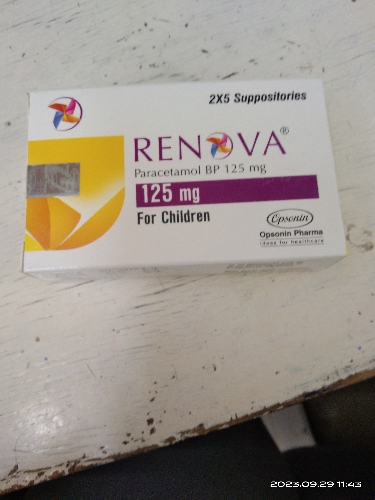 2X5 Suppositories
RENOVA®
Paracetamol BP 125 mg
125 mg
For Children
Opsonin
Opsonin Pharma
Ideas for healthcare
2023.09.29 11:43